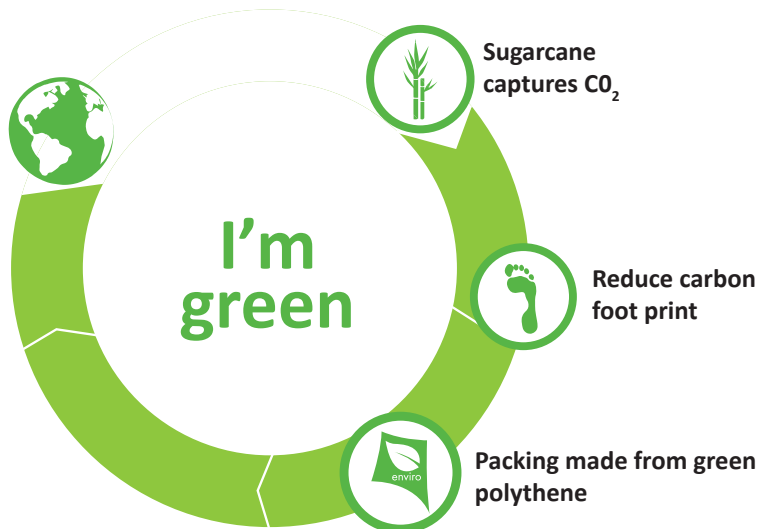 Sugarcane
captures C0₂
I'm
green
Reduce carbon
foot print
Packing made from green
polythene
enviro